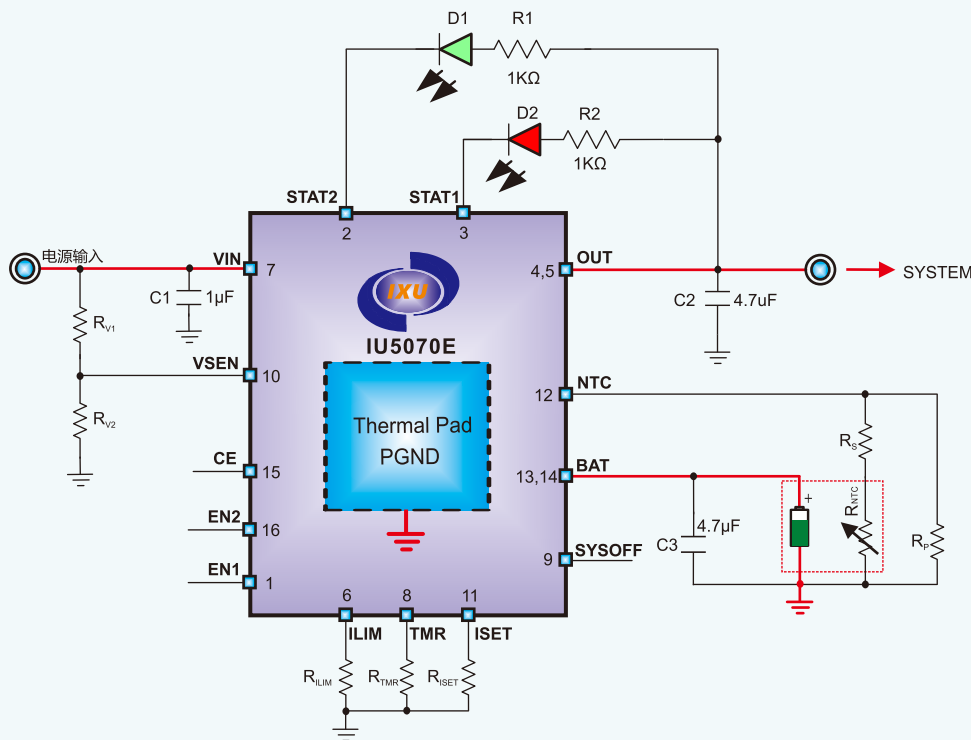 D1 R1
1KΩ
D2 R2
1KΩ
STAT2 STAT1
2 3
电源输入 VIN 7
4,5 OUT
SYSTEM
C1 1μF
C2 4.7uF
IXU
IU5070E
RV1
VSEN 10
12 NTC
Thermal Pad
PGND
RV2
RS
CE 15
13,14 BAT
+
RNTC
EN2 16
4.7μF
C3
RP
9 SYSOFF
EN1 1
6 8 11
ILIM TMR ISET
RILIM RTMR RISET